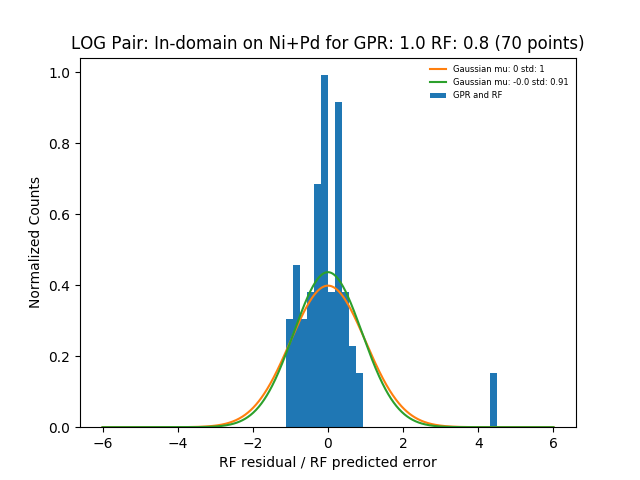 LOG Pair: In-domain on Ni+Pd for GPR: 1.0 RF: 0.8 (70 points)
Gaussian mu: 0 std: 1
Gaussian mu: -0.0 std: 0.91
GPR and RF
1.0
0.8
0.6
0.4
0.2
0.0
Normalized Counts
−6 −4 −2 0 2 4 6
RF residual / RF predicted error